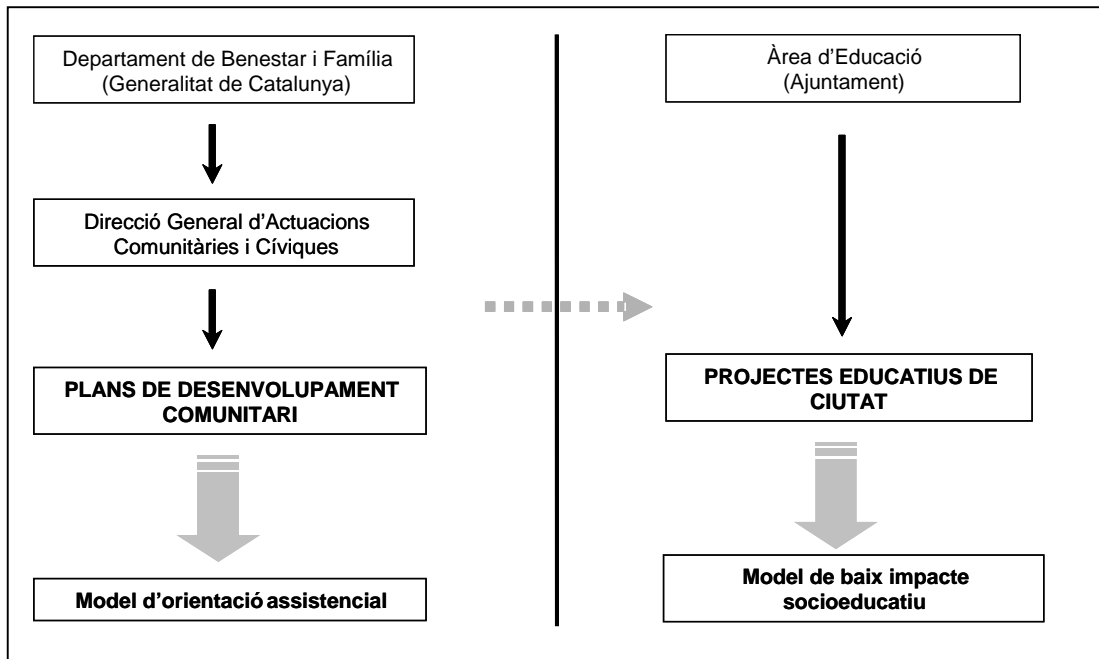 Departament de Benestar i Família
(Generalitat de Catalunya)
Direcció General d'Actuacions
Comunitàries i Cíviques
PLANS DE DESENVOLUPAMENT
COMUNITARI
Model d'orientació assistencial
Àrea d'Educació
(Ajuntament)
PROJECTES EDUCATIUS DE
CIUTAT
Model de baix impacte
socioeducatiu